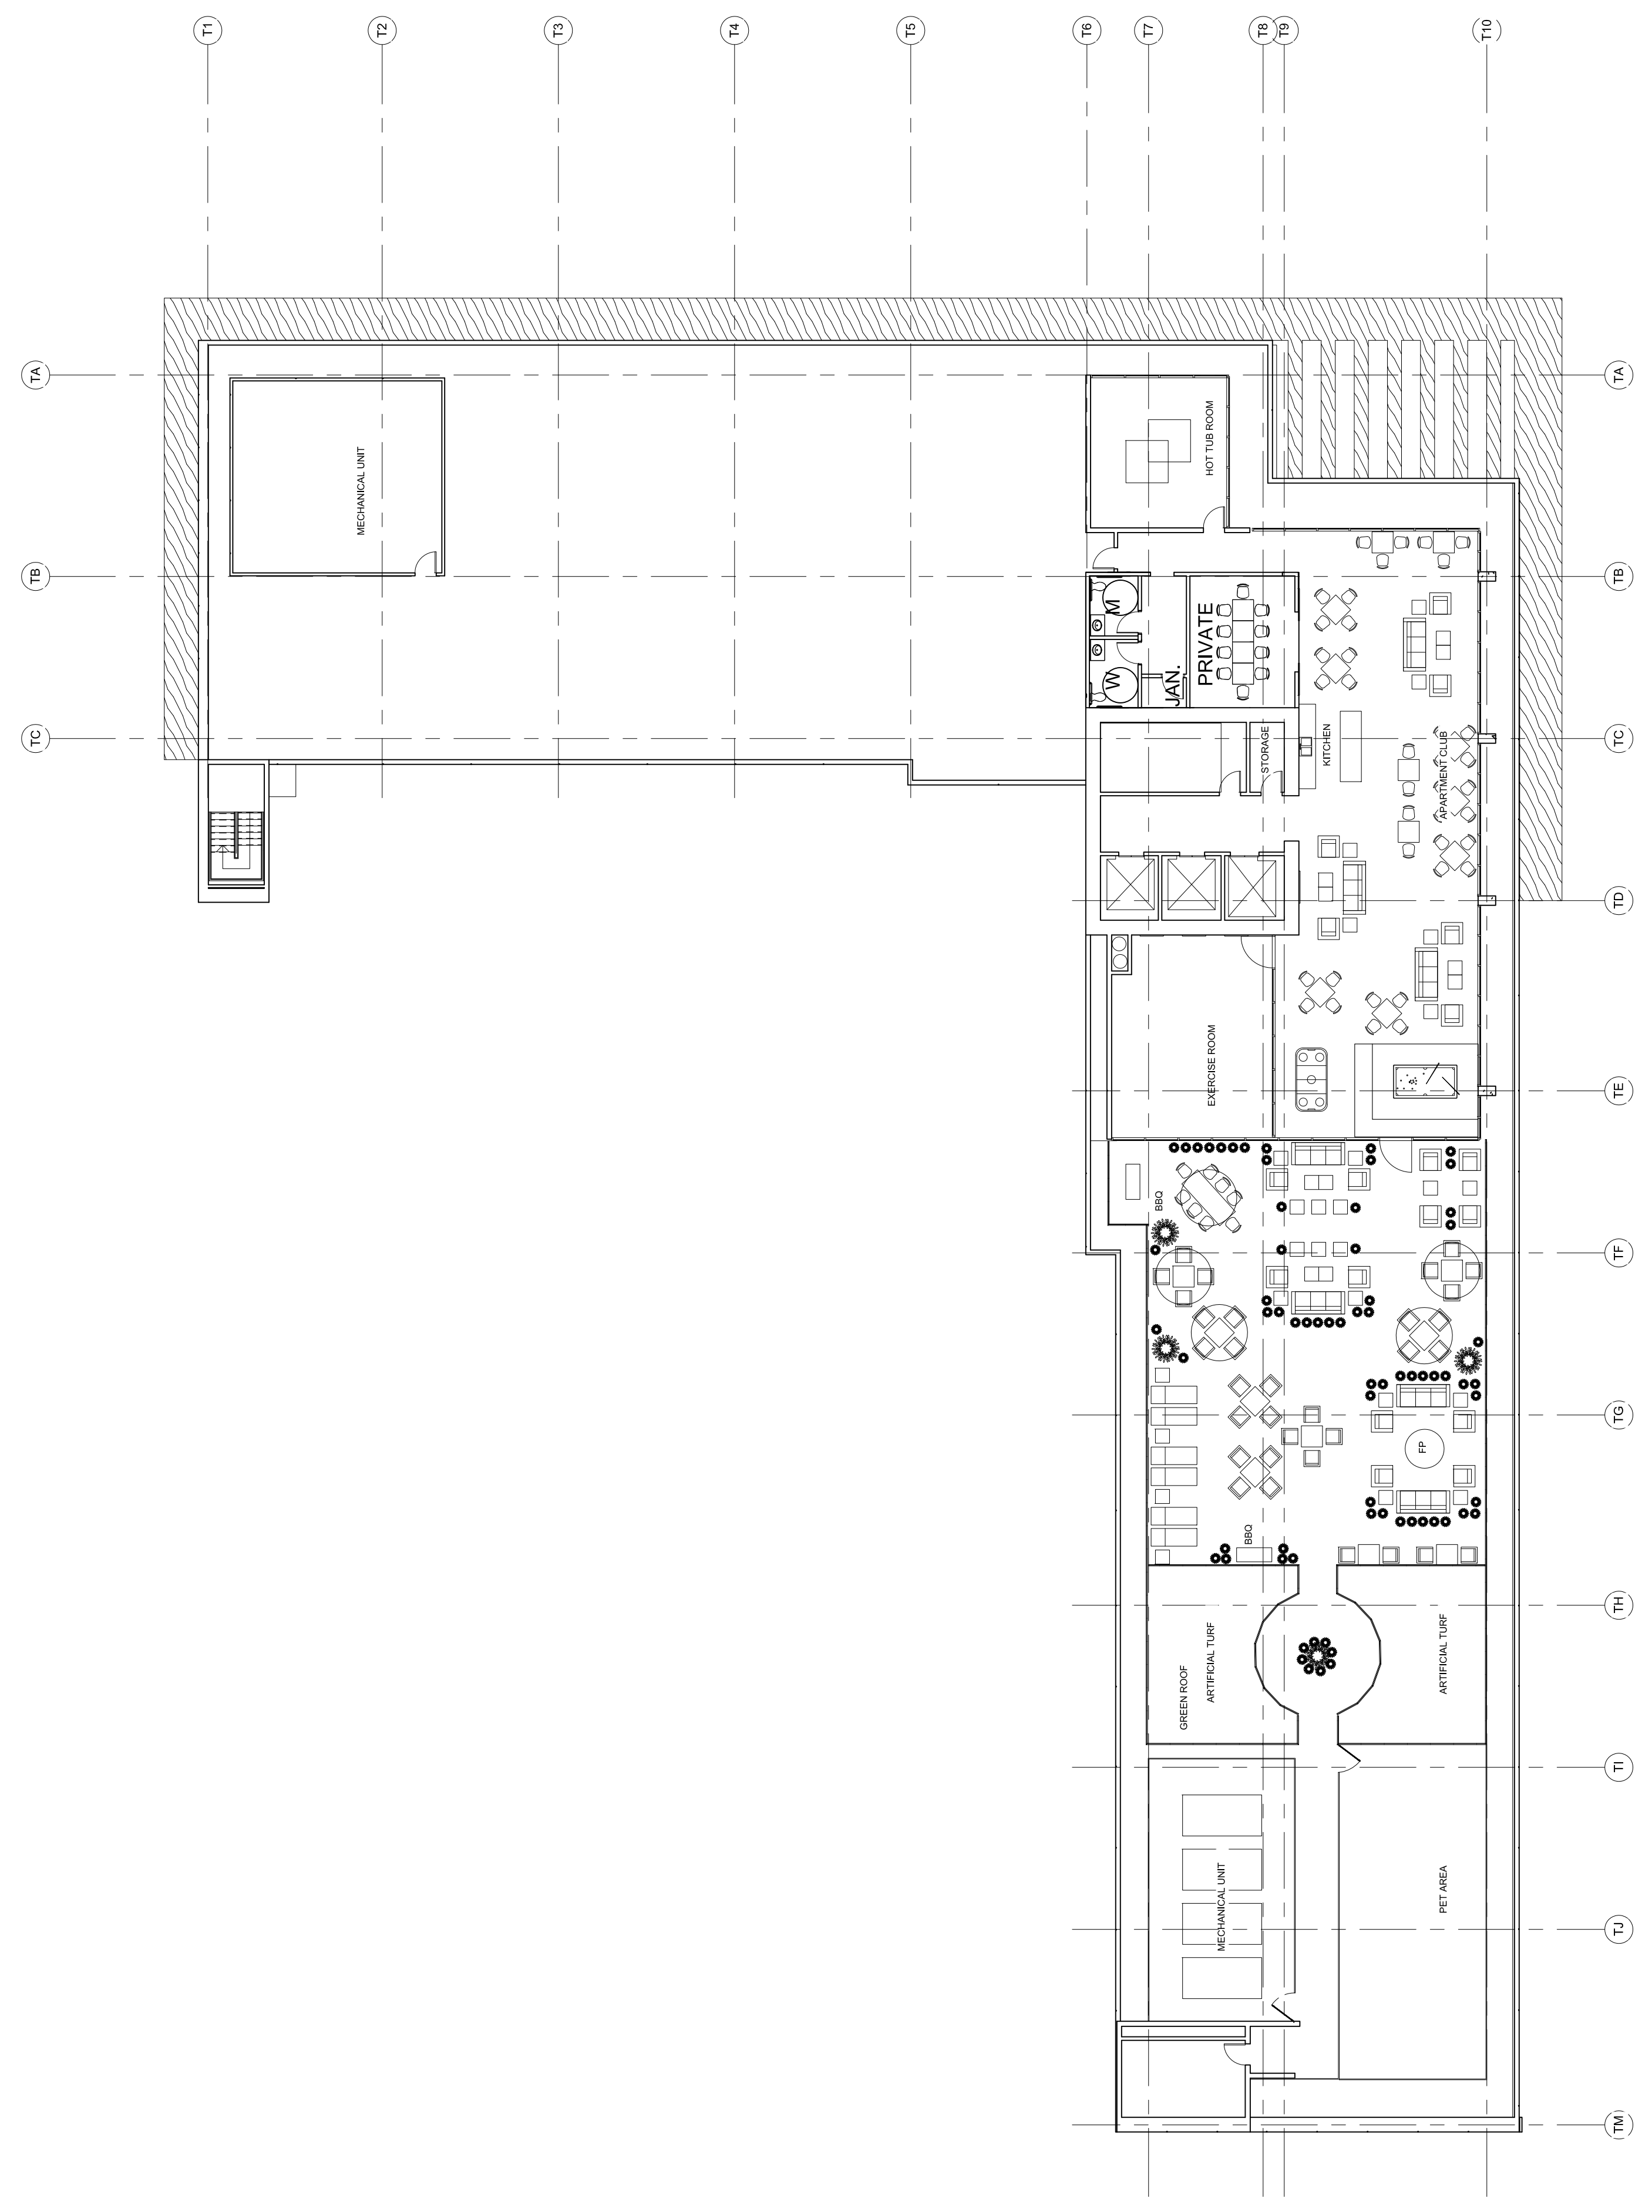 T1
T2
T3
T4
T5
T6
T7
T8
T9
T10
TA
TA
MECHANICAL UNIT
HOT TUB ROOM
TB
TB
M
W
JAN.
PRIVATE
TC
TC
STORAGE
KITCHEN
APARTMENT CLUB
TD
EXERCISE ROOM
TE
BBQ
TF
TG
FP
BBQ
TH
GREEN ROOF
ARTIFICIAL TURF
ARTIFICIAL TURF
TI
MECHANICAL UNIT
PET AREA
TJ
TM